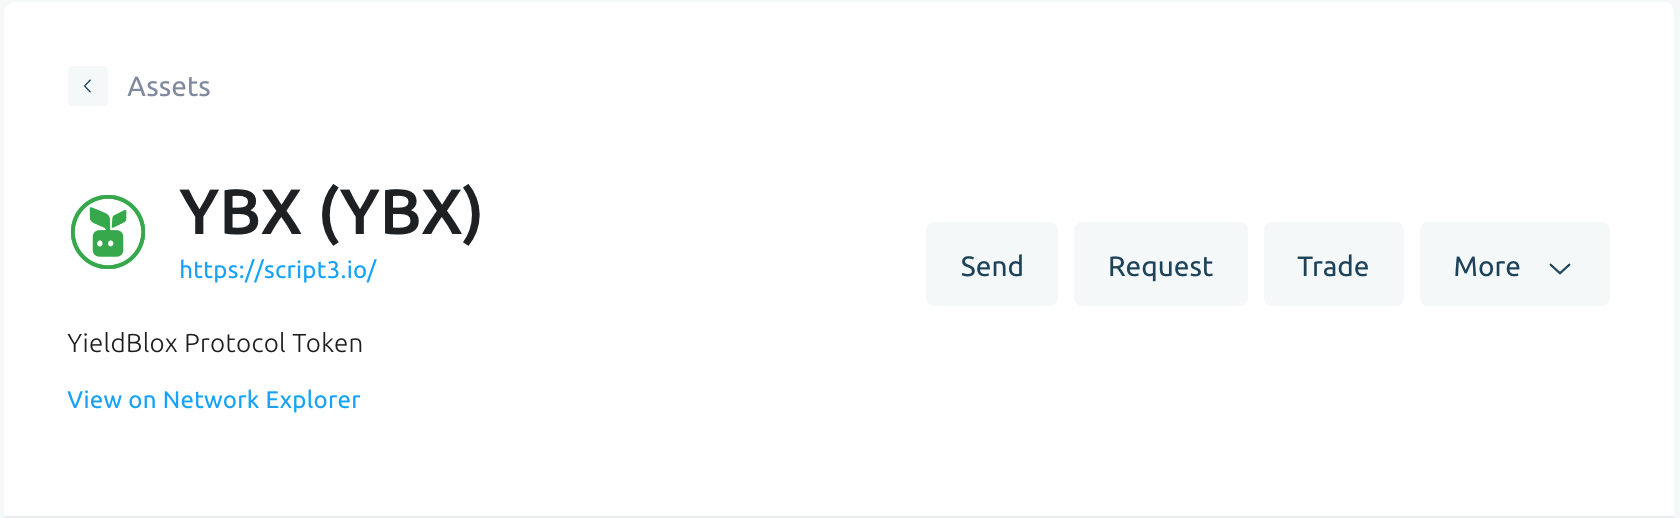 Assets
YBX (YBX)
https://script3.io/
Send
Request
Trade
More
YieldBlox Protocol Token
View on Network Explorer